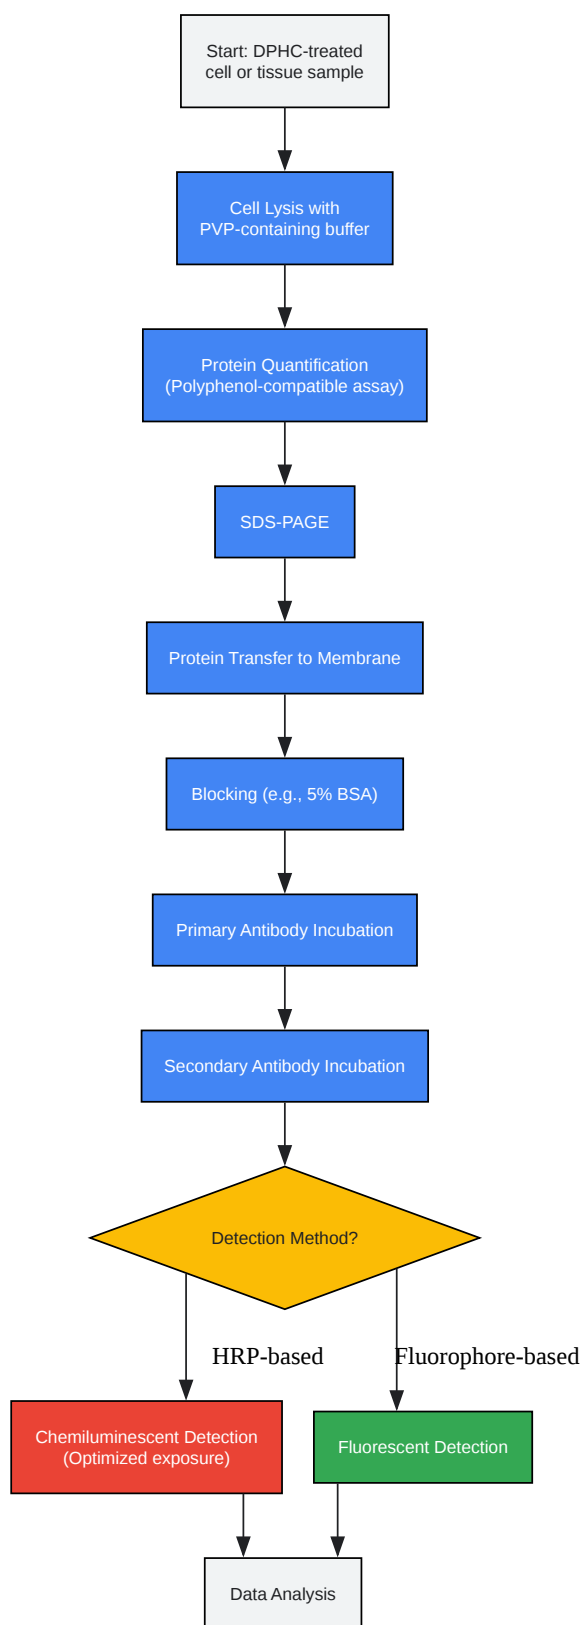 Start: DPHC-treated
cell or tissue sample
Cell Lysis with
PVP-containing buffer
Protein Quantification
(Polyphenol-compatible assay)
SDS-PAGE
Protein Transfer to Membrane
Blocking (e.g., 5% BSA)
Primary Antibody Incubation
Secondary Antibody Incubation
Detection Method?
HRP-based
Fluorophore-based
Chemiluminescent Detection
(Optimized exposure)
Fluorescent Detection
Data Analysis